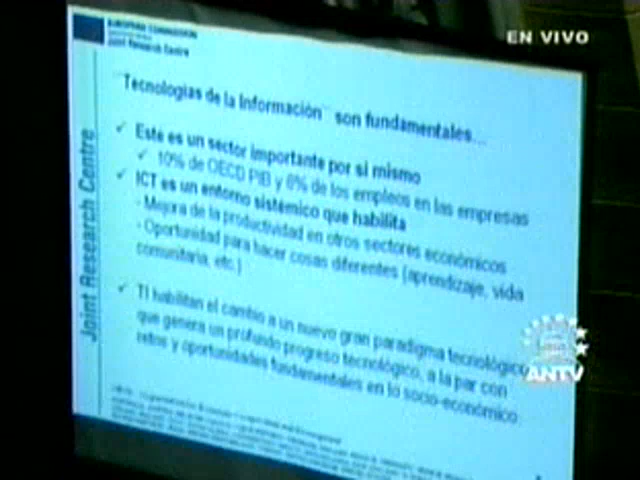 EN VIVO
EUROPEAN COMMISSION
Joint Research Centre
Joint Research Centre
"Tecnologías de la Información" son fundamentales...
✓ Este es un sector importante por si mismo
✓ 10% de OECD PIB y 6% de los empleos en las empresas
✓ ICT es un entorno sistémico que habilita
- Mejora de la productividad en otros sectores económicos
- Oportunidad para hacer cosas diferentes (aprendizaje, vida
comunitaria, etc.)
✓ TI habilitan el cambio a un nuevo gran paradigma tecnológico
que genera un profundo progreso tecnológico, a la par con
retos y oportunidades fundamentales en lo socio-económico
ANTV